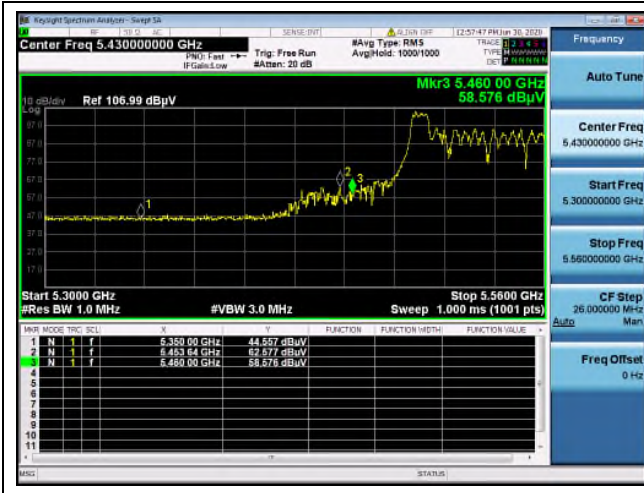 Keysight Spectrum Analyzer - Swept SA
RF 50 Ω AC SENSE:INT ALIGN OFF 12:57:47 PM Jun 30, 2020
Center Freq 5.430000000 GHz
PNO: Fast
IFGain:Low
Trig: Free Run
#Atten: 20 dB
#Avg Type: RMS
Avg|Hold: 1000/1000
TRACE 1 2 3 4 5 6
TYPE
DET P N N N N N
Mkr3 5.460 00 GHz
58.576 dBµV
10 dB/div Ref 106.99 dBµV
Log
97.0
87.0
77.0
67.0
57.0
47.0
37.0
27.0
17.0
1
2
3
Start 5.3000 GHz Stop 5.5600 GHz
#Res BW 1.0 MHz #VBW 3.0 MHz Sweep 1.000 ms (1001 pts)
MKR MODE TRC SCL X Y FUNCTION FUNCTION WIDTH FUNCTION VALUE
1 N 1 f 5.350 00 GHz 44.557 dBµV
2 N 1 f 5.453 64 GHz 62.577 dBµV
3 N 1 f 5.460 00 GHz 58.576 dBµV
4
5
6
7
8
9
10
11
MSG STATUS
Frequency
Auto Tune
Center Freq
5.430000000 GHz
Start Freq
5.300000000 GHz
Stop Freq
5.560000000 GHz
CF Step
26.000000 MHz
Auto Man
Freq Offset
0 Hz